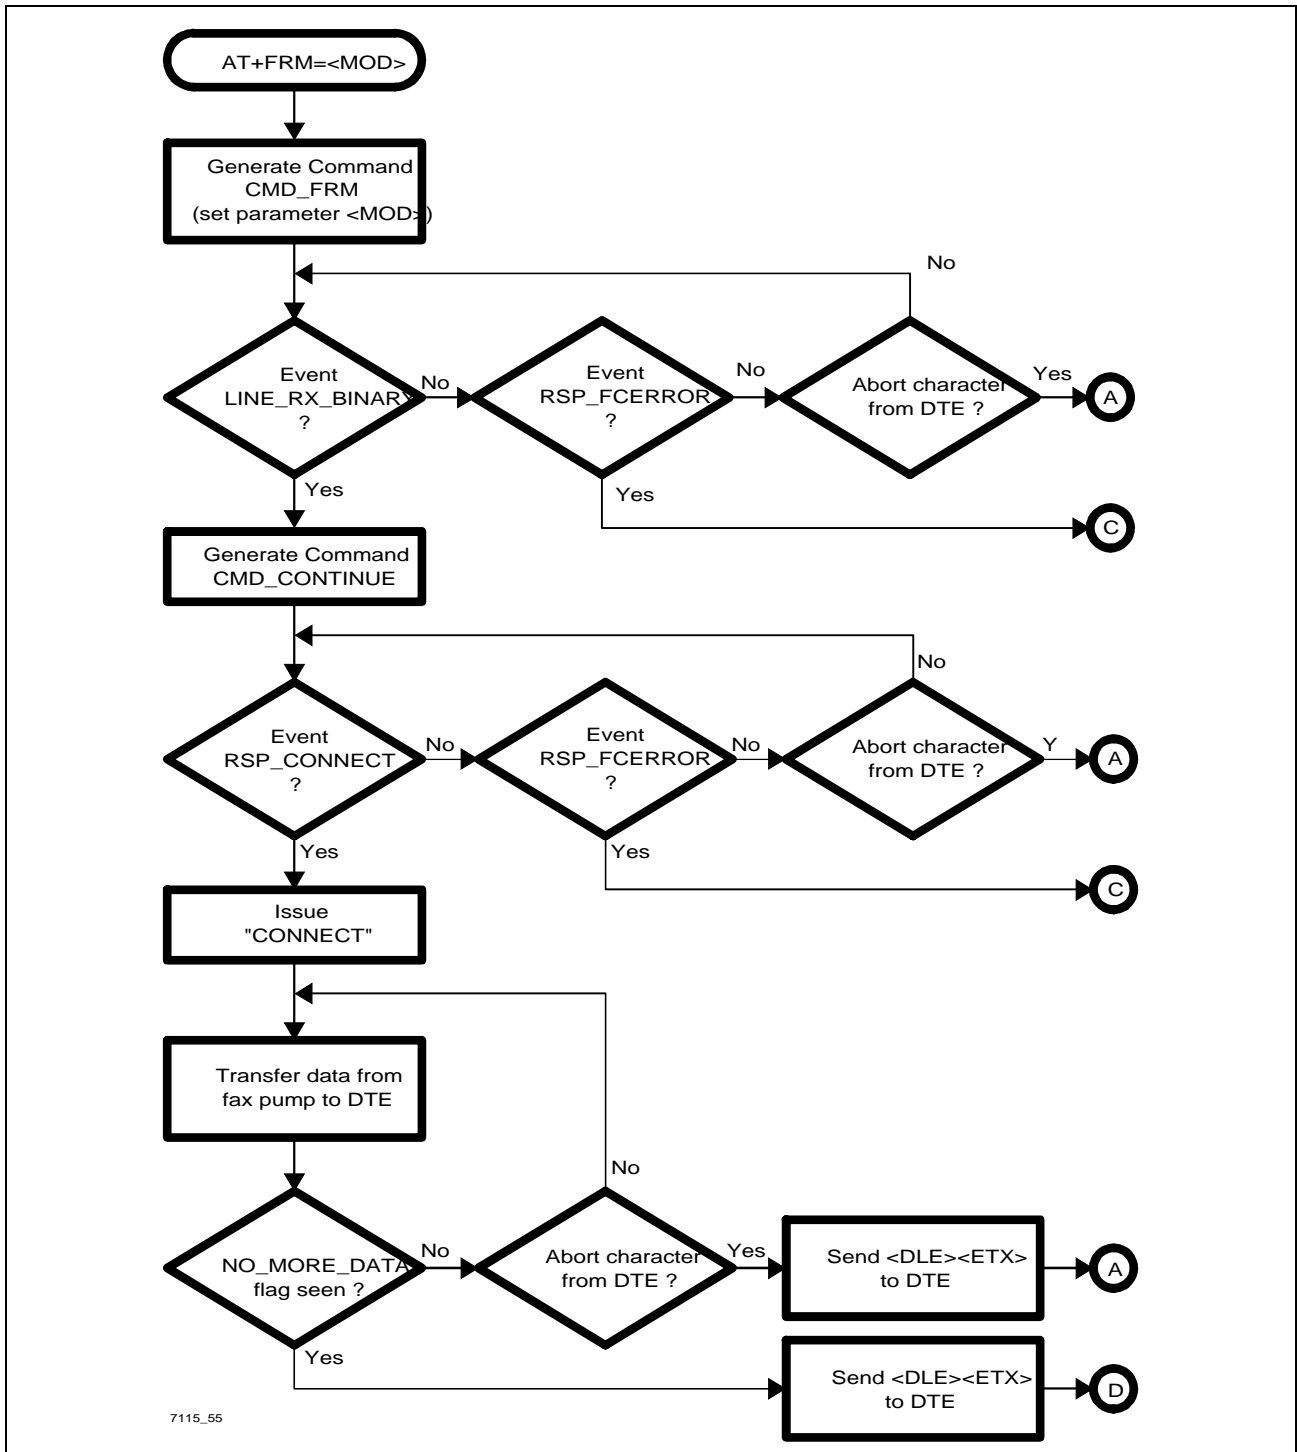 AT+FRM=<MOD>
Generate Command
CMD_FRM
(set parameter <MOD>)
No
Event
LINE_RX_BINARY
?
No
Event
RSP_FCERROR
?
No
Abort character
from DTE ?
Yes
A
Yes
Yes
C
Generate Command
CMD_CONTINUE
No
Event
RSP_CONNECT
?
No
Event
RSP_FCERROR
?
No
Abort character
from DTE ?
Y
A
Yes
Yes
C
Issue
"CONNECT"
Transfer data from
fax pump to DTE
No
NO_MORE_DATA
flag seen ?
No
Abort character
from DTE ?
Yes
Send <DLE><ETX>
to DTE
A
Yes
Send <DLE><ETX>
to DTE
D
7115_55